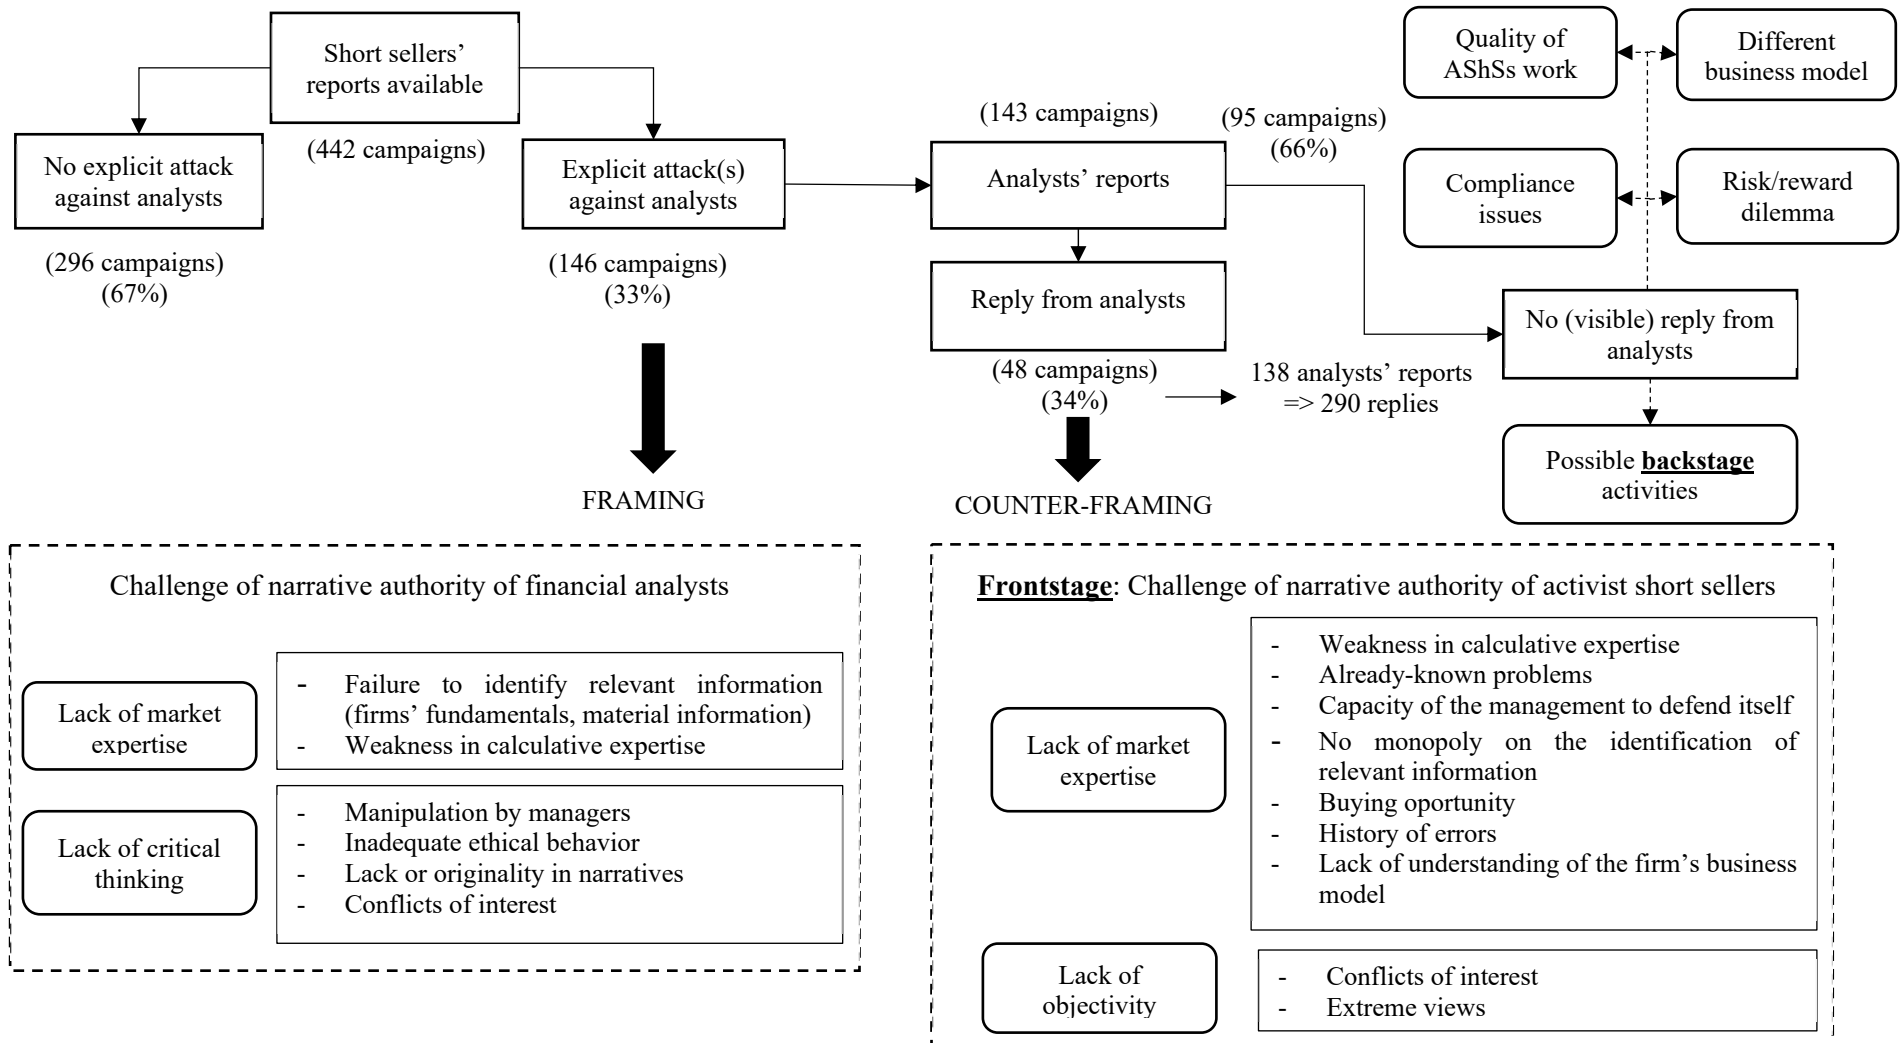 Short sellers’
reports available
(442 campaigns)
No explicit attack
against analysts
(296 campaigns)
(67%)
Explicit attack(s)
against analysts
(146 campaigns)
(33%)
(143 campaigns)
Analysts’ reports
(95 campaigns)
(66%)
Reply from analysts
(48 campaigns)
(34%)
138 analysts’ reports
=> 290 replies
Quality of
AShSs work
Different
business model
Compliance
issues
Risk/reward
dilemma
No (visible) reply from
analysts
Possible backstage
activities
FRAMING
COUNTER-FRAMING
Challenge of narrative authority of financial analysts
Lack of market
expertise
- Failure to identify relevant information
(firms’ fundamentals, material information)
- Weakness in calculative expertise
Lack of critical
thinking
- Manipulation by managers
- Inadequate ethical behavior
- Lack or originality in narratives
- Conflicts of interest
Frontstage: Challenge of narrative authority of activist short sellers
Lack of market
expertise
- Weakness in calculative expertise
- Already-known problems
- Capacity of the management to defend itself
- No monopoly on the identification of
relevant information
- Buying oportunity
- History of errors
- Lack of understanding of the firm’s business
model
Lack of
objectivity
- Conflicts of interest
- Extreme views